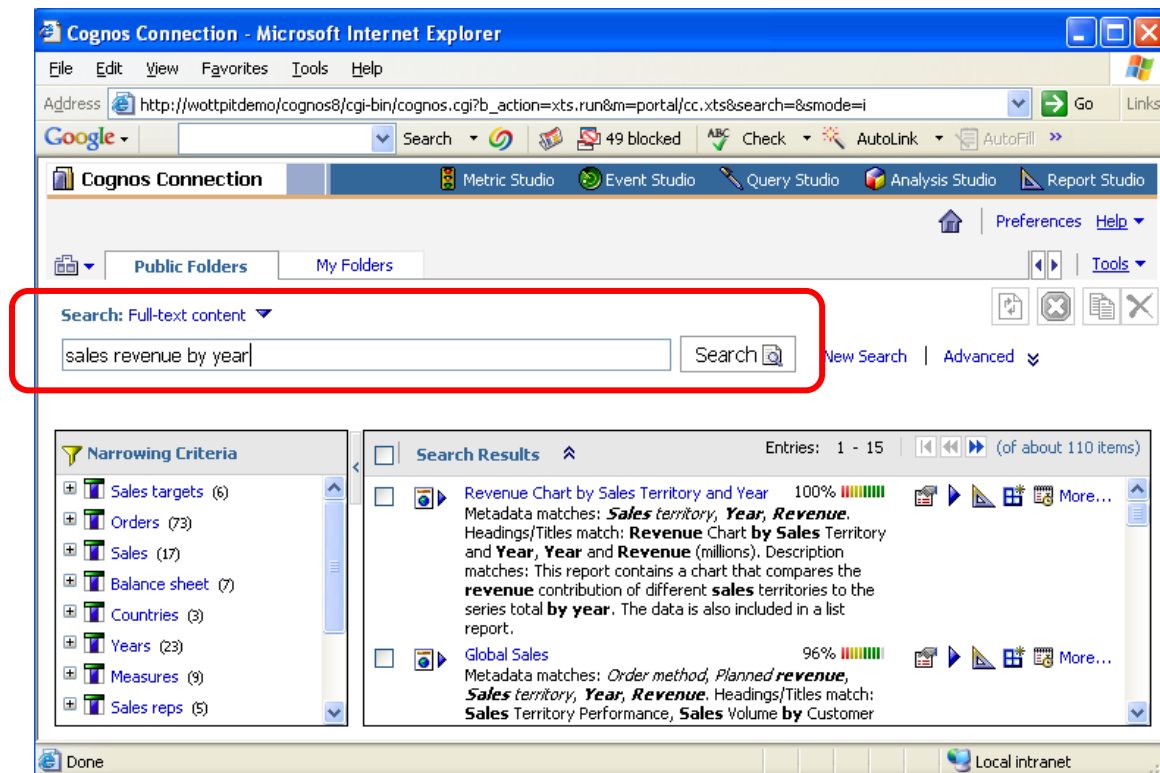 Cognos Connection - Microsoft Internet Explorer
File Edit View Favorites Tools Help
Address http://wottpitdemo/cognos8/cgi-bin/cognos.cgi?b_action=xts.run&m=portal/cc.xts&search=&smode=i Go Links
Google Search 49 blocked ABC Check AutoLink AutoFill »
Cognos Connection Metric Studio Event Studio Query Studio Analysis Studio Report Studio
Preferences Help
Public Folders My Folders Tools
Search: Full-text content
sales revenue by year Search New Search | Advanced
Narrowing Criteria
Sales targets (6)
Orders (73)
Sales (17)
Balance sheet (7)
Countries (3)
Years (23)
Measures (9)
Sales reps (5)
Search Results Entries: 1 - 15 (of about 110 items)
Revenue Chart by Sales Territory and Year 100% More...
Metadata matches: Sales territory, Year, Revenue.
Headings/Titles match: Revenue Chart by Sales Territory
and Year, Year and Revenue (millions). Description
matches: This report contains a chart that compares the
revenue contribution of different sales territories to the
series total by year. The data is also included in a list
report.
Global Sales 96% More...
Metadata matches: Order method, Planned revenue,
Sales territory, Year, Revenue. Headings/Titles match:
Sales Territory Performance, Sales Volume by Customer
Done Local intranet